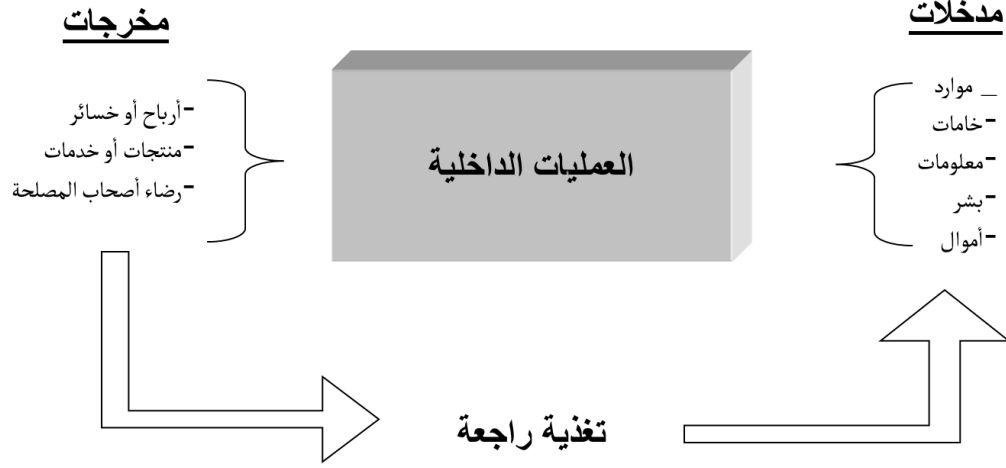 مدخلات
_ موارد
-خامات
-معلومات
-بشر
-أموال
العمليات الداخلية
مخرجات
-أرباح أو خسائر
-منتجات أو خدمات
-رضاء أصحاب المصلحة
تغذية راجعة